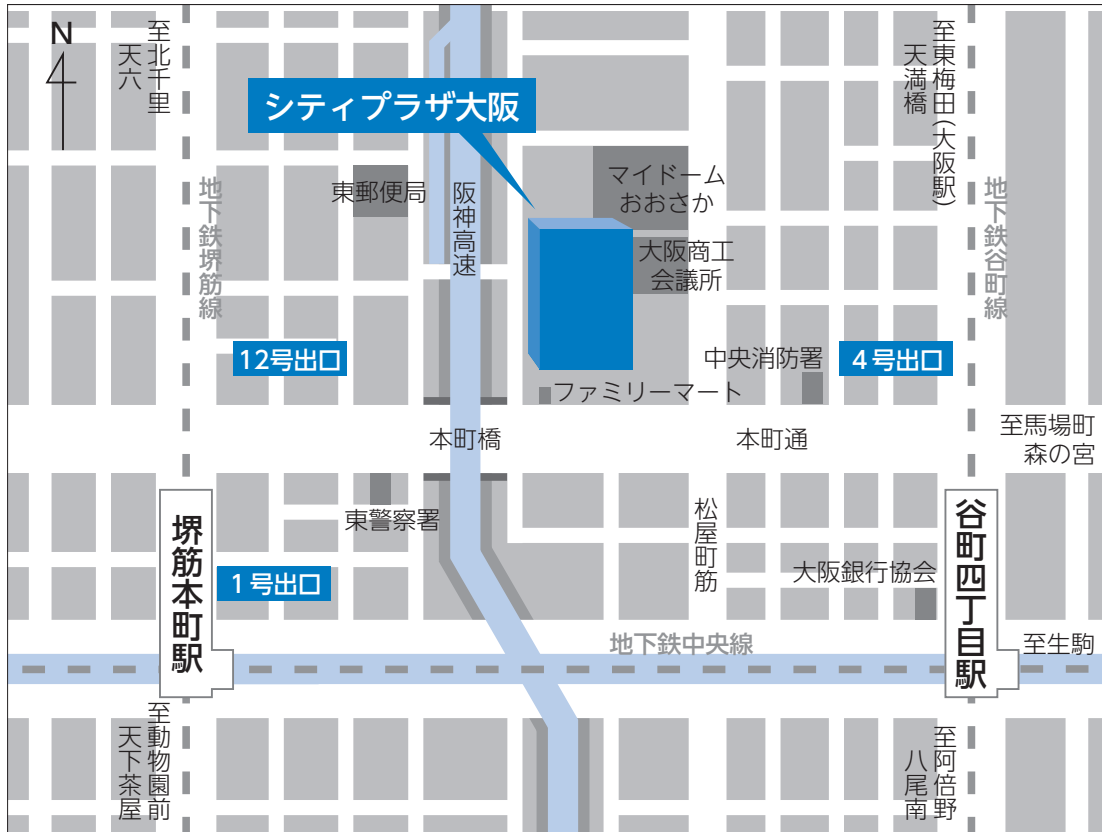 N
至北千里
天六
シティプラザ大阪
至東梅田(大阪駅)
天満橋
マイドーム
おおさか
東郵便局
阪神高速
地下鉄堺筋線
地下鉄谷町線
大阪商工
会議所
12号出口
中央消防署
4号出口
ファミリーマート
本町橋
本町通
至馬場町
森の宮
東警察署
松屋町筋
堺筋本町駅
谷町四丁目駅
1号出口
大阪銀行協会
地下鉄中央線
至生駒
至動物園前
天下茶屋
至阿倍野
八尾南